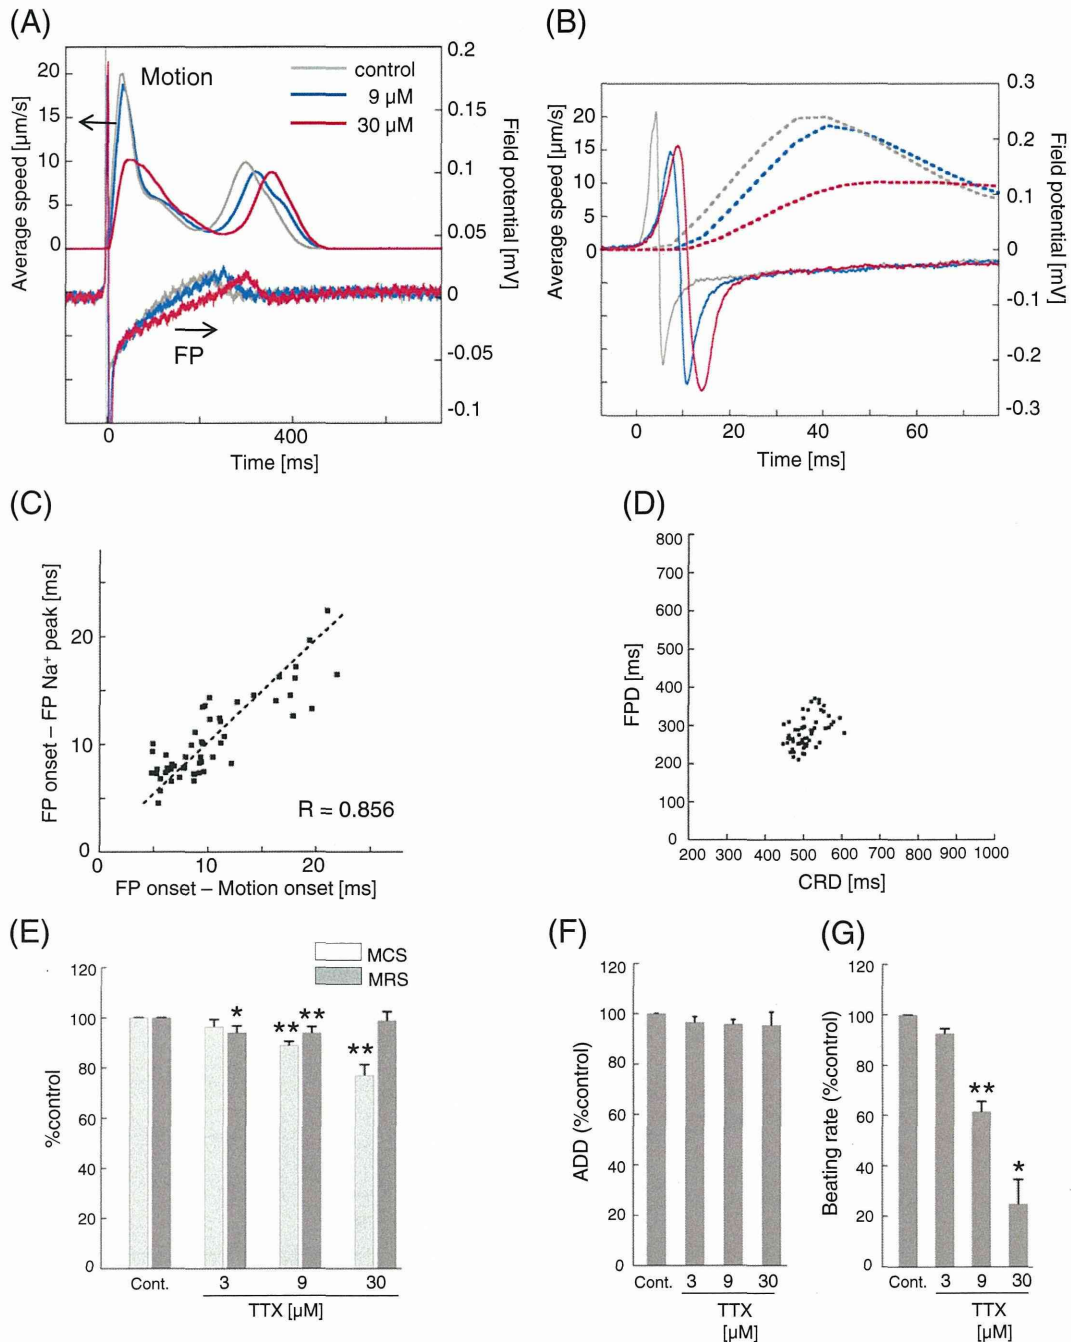 (A)
Motion
control
9 µM
30 µM
Average speed [µm/s]
20
15
10
5
0
Field potential [mV]
0.2
0.15
0.1
0.05
0
-0.05
-0.1
FP
0
400
Time [ms]
(B)
Average speed [µm/s]
20
15
10
5
0
Field potential [mV]
0.3
0.2
0.1
0
-0.1
-0.2
-0.3
0
20
40
60
Time [ms]
(C)
FP onset – FP Na⁺ peak [ms]
20
10
0
R = 0.856
0
10
20
FP onset – Motion onset [ms]
(D)
FPD [ms]
800
700
600
500
400
300
200
100
0
200 300 400 500 600 700 800 900 1000
CRD [ms]
(E)
MCS
MRS
%control
120
100
80
60
40
20
0
*
**
**
**
Cont.
3
9
30
TTX [µM]
(F)
ADD (%control)
120
100
80
60
40
20
0
Cont.
3
9
30
TTX
[µM]
(G)
Beating rate (%control)
120
100
80
60
40
20
0
**
*
Cont.
3
9
30
TTX
[µM]